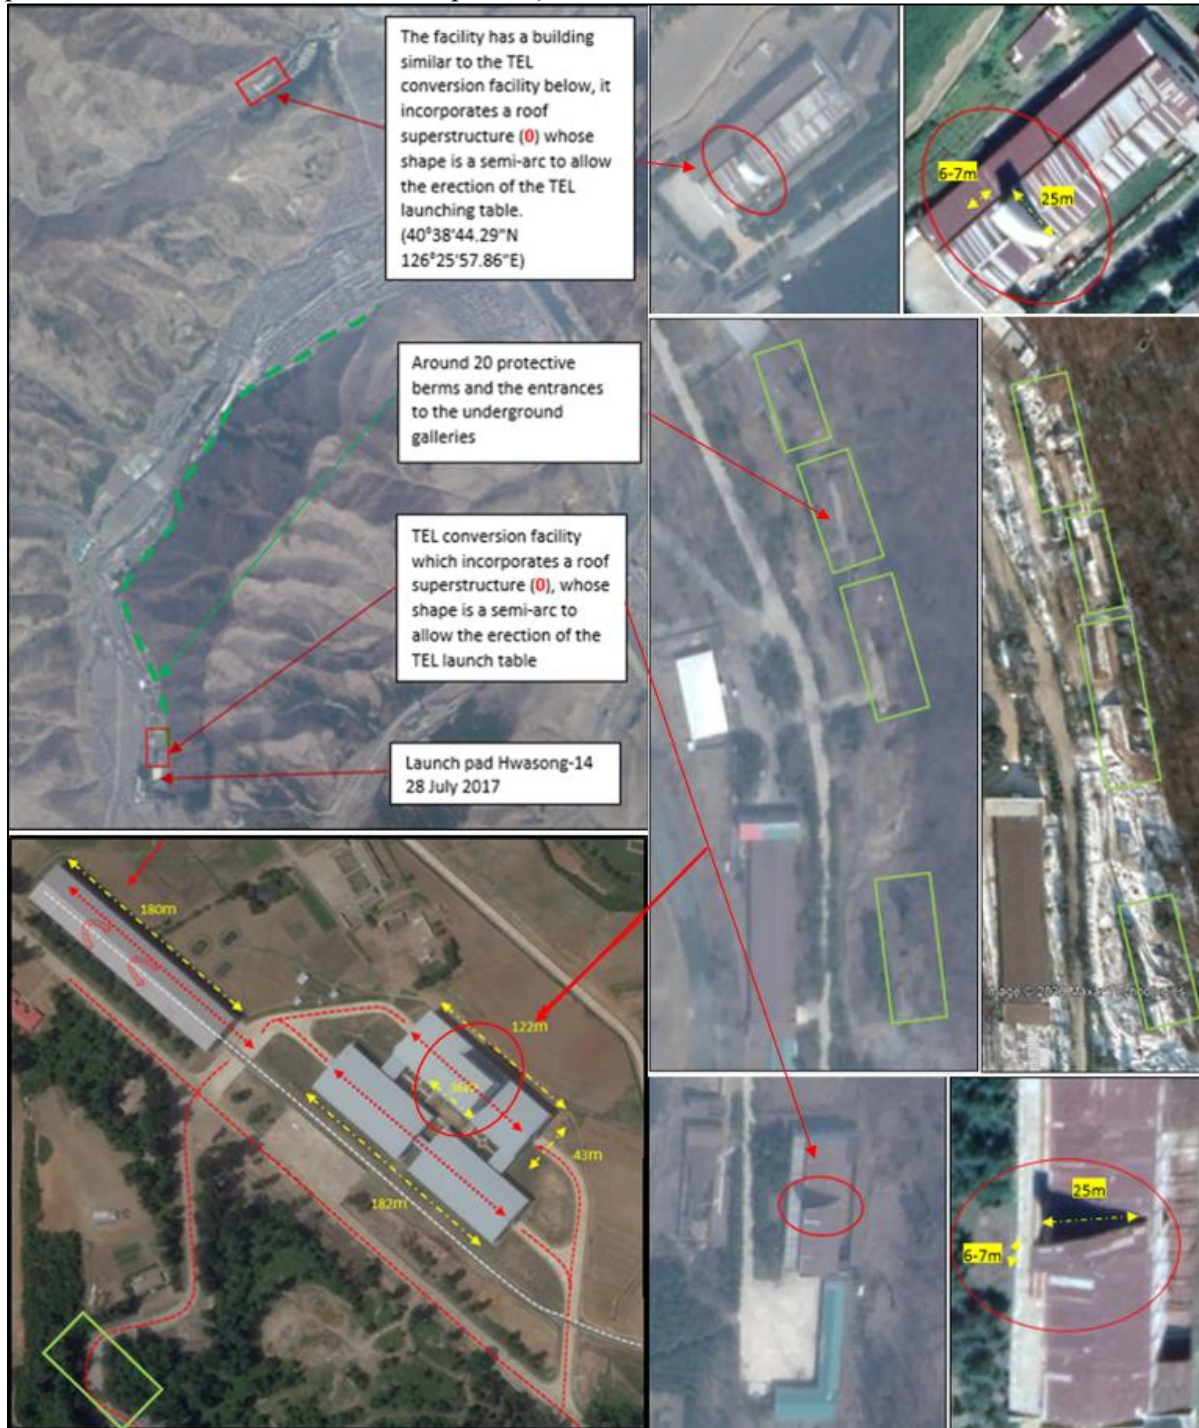 The facility has a building
similar to the TEL
conversion facility below, it
incorporates a roof
superstructure (0) whose
shape is a semi-arc to allow
the erection of the TEL
launching table.
(40°38'44.29"N
126°25'57.86"E)
6-7m
25m
Around 20 protective
berms and the entrances
to the underground
galleries
TEL conversion facility
which incorporates a roof
superstructure (0), whose
shape is a semi-arc to
allow the erection of the
TEL launch table
Launch pad Hwasong-14
28 July 2017
180m
122m
43m
182m
25m
6-7m